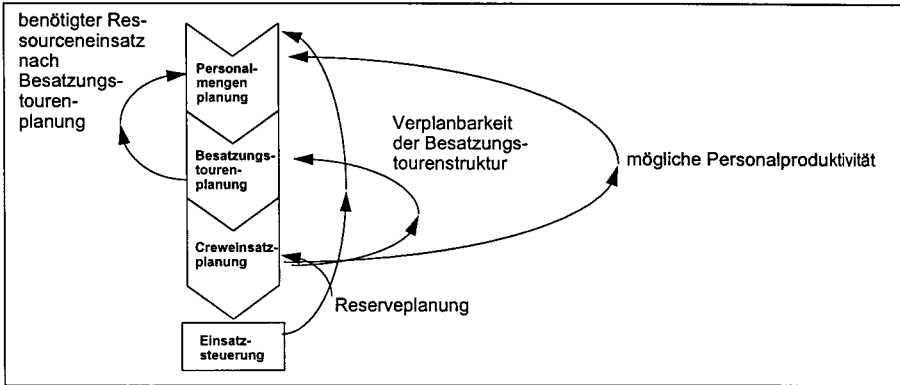 benötigter Res-
sourceneinsatz
nach
Besatzungs-
touren-
planung
Personal-
mengen
planung
Besatzungs-
touren-
planung
Creweinsatz-
planung
Einsatz-
steuerung
Verplanbarkeit
der Besatzungs-
tourenstruktur
mögliche Personalproduktivität
Reserveplanung